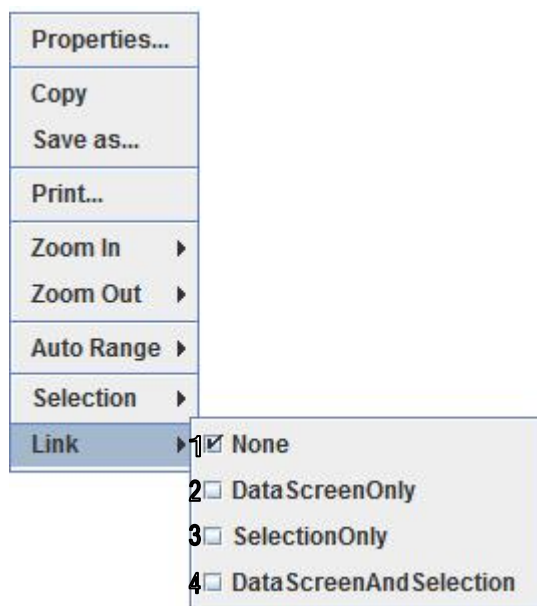 Properties...
Copy
Save as...
Print...
Zoom In
Zoom Out
Auto Range
Selection
Link
1 None
2 DataScreenOnly
3 SelectionOnly
4 DataScreenAndSelection